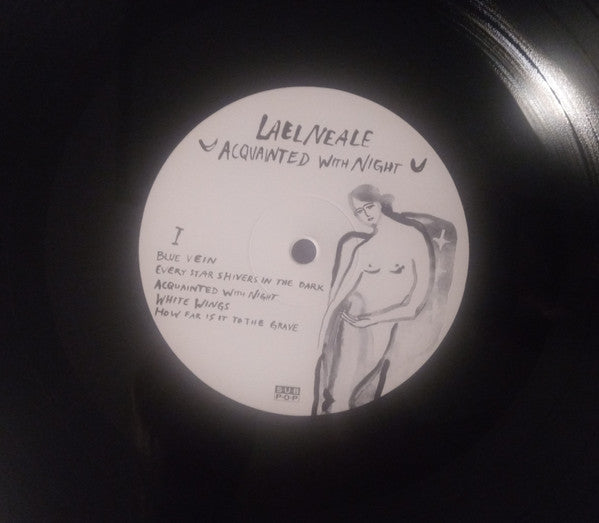 LAEL NEALE
ACQUAINTED WITH NIGHT
I
BLUE VEIN
EVERY STAR SHIVERS IN THE DARK
ACQUAINTED WITH NIGHT
WHITE WINGS
HOW FAR IS IT TO THE GRAVE
SUB
POP